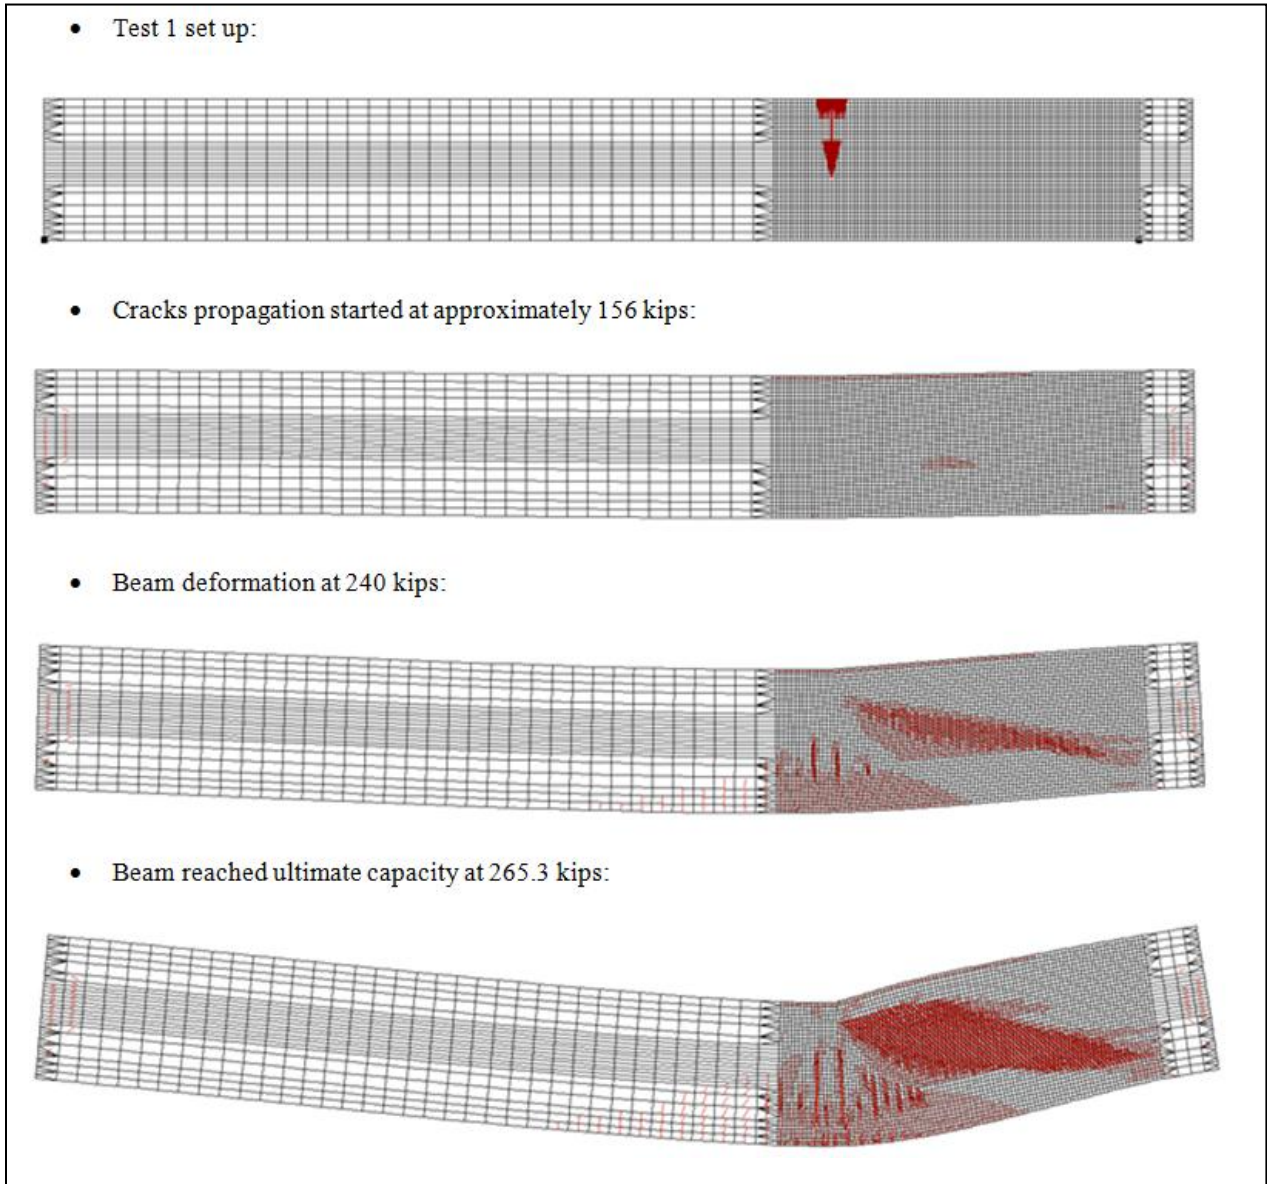 • Test 1 set up:
• Cracks propagation started at approximately 156 kips:
• Beam deformation at 240 kips:
• Beam reached ultimate capacity at 265.3 kips: